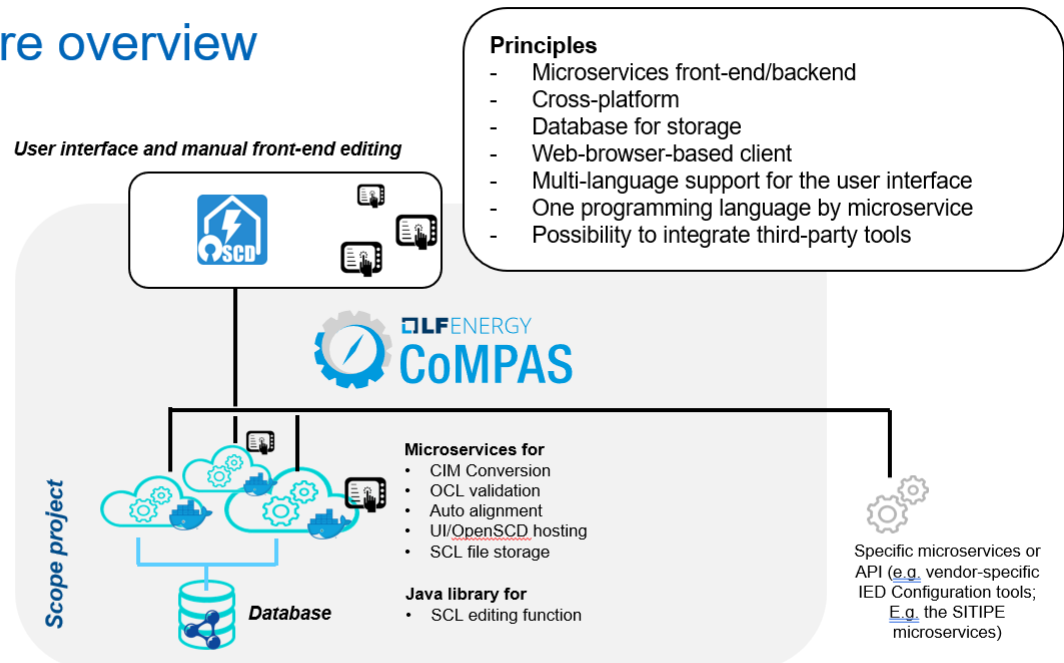 re overview
Principles
- Microservices front-end/backend
- Cross-platform
- Database for storage
- Web-browser-based client
- Multi-language support for the user interface
- One programming language by microservice
- Possibility to integrate third-party tools
User interface and manual front-end editing
SCD
LFENERGY
CoMPAS
Microservices for
• CIM Conversion
• OCL validation
• Auto alignment
• UI/OpenSCD hosting
• SCL file storage
Java library for
• SCL editing function
Scope project
Database
Specific microservices or
API (e.g. vendor-specific
IED Configuration tools;
E.g. the SITIPE
microservices)